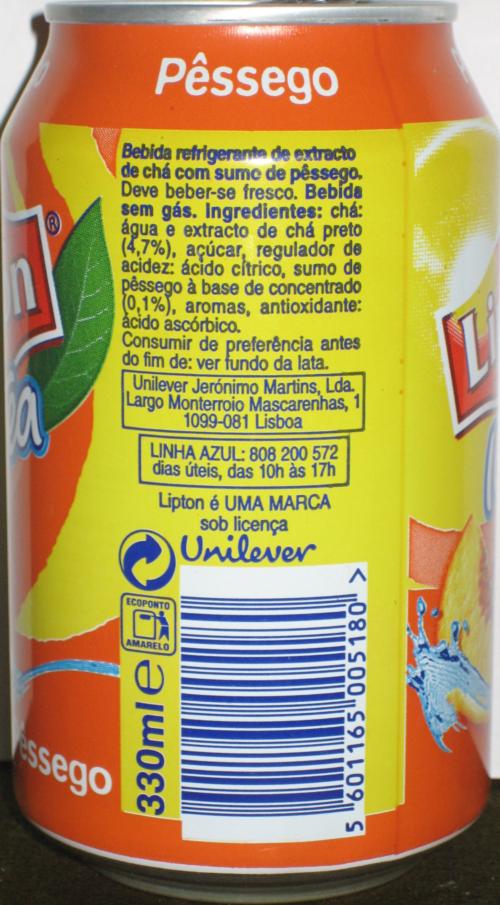 Pêssego
Bebida refrigerante de extracto
de chá com sumo de pêssego.
Deve beber-se fresco. Bebida
sem gás. Ingredientes: chá:
água e extracto de chá preto
(4,7%), açúcar, regulador de
acidez: ácido cítrico, sumo de
pêssego à base de concentrado
(0,1%), aromas, antioxidante:
ácido ascórbico.
Consumir de preferência antes
do fim de: ver fundo da lata.
Unilever Jerónimo Martins, Lda.
Largo Monterroio Mascarenhas, 1
1099-081 Lisboa
LINHA AZUL: 808 200 572
dias úteis, das 10h às 17h
Lipton é UMA MARCA
sob licença
Unilever
ECOPONTO
AMARELO
330ml e
5 601165 005180 >
n ®
ea
êssego
Li